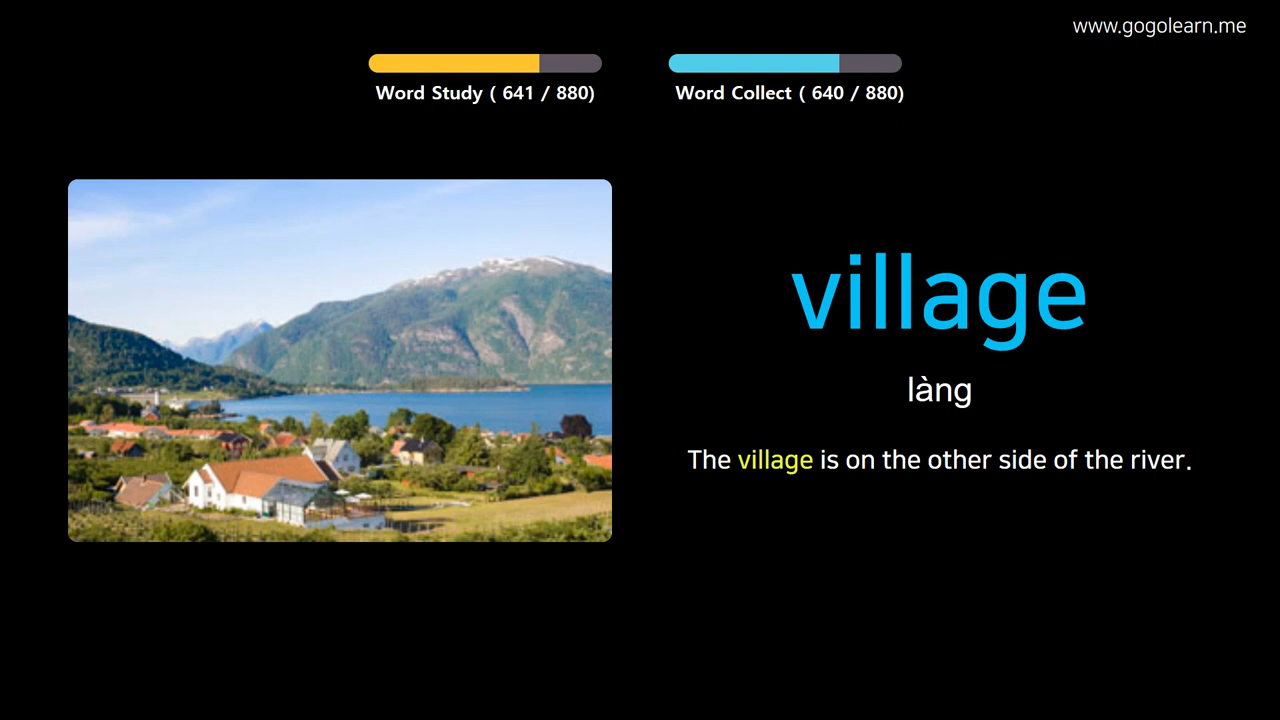 www.gogolearn.me
Word Study ( 641 / 880)
Word Collect ( 640 / 880)
village
làng
The village is on the other side of the river.